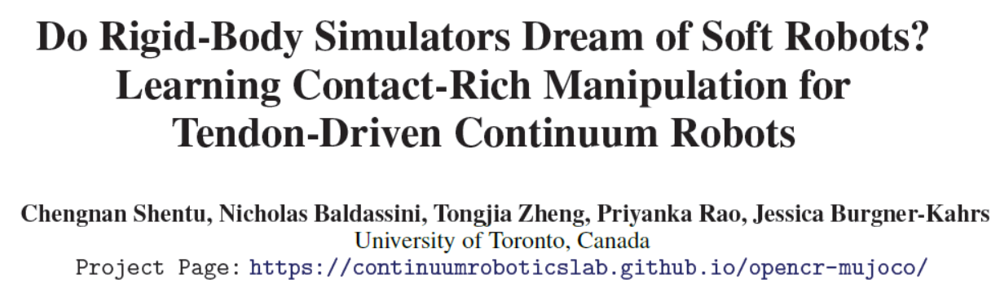 Do Rigid-Body Simulators Dream of Soft Robots?
Learning Contact-Rich Manipulation for
Tendon-Driven Continuum Robots
Chengnan Shentu, Nicholas Baldassini, Tongjia Zheng, Priyanka Rao, Jessica Burgner-Kahrs
University of Toronto, Canada
Project Page: https://continuumroboticslab.github.io/opencr-mujoco/